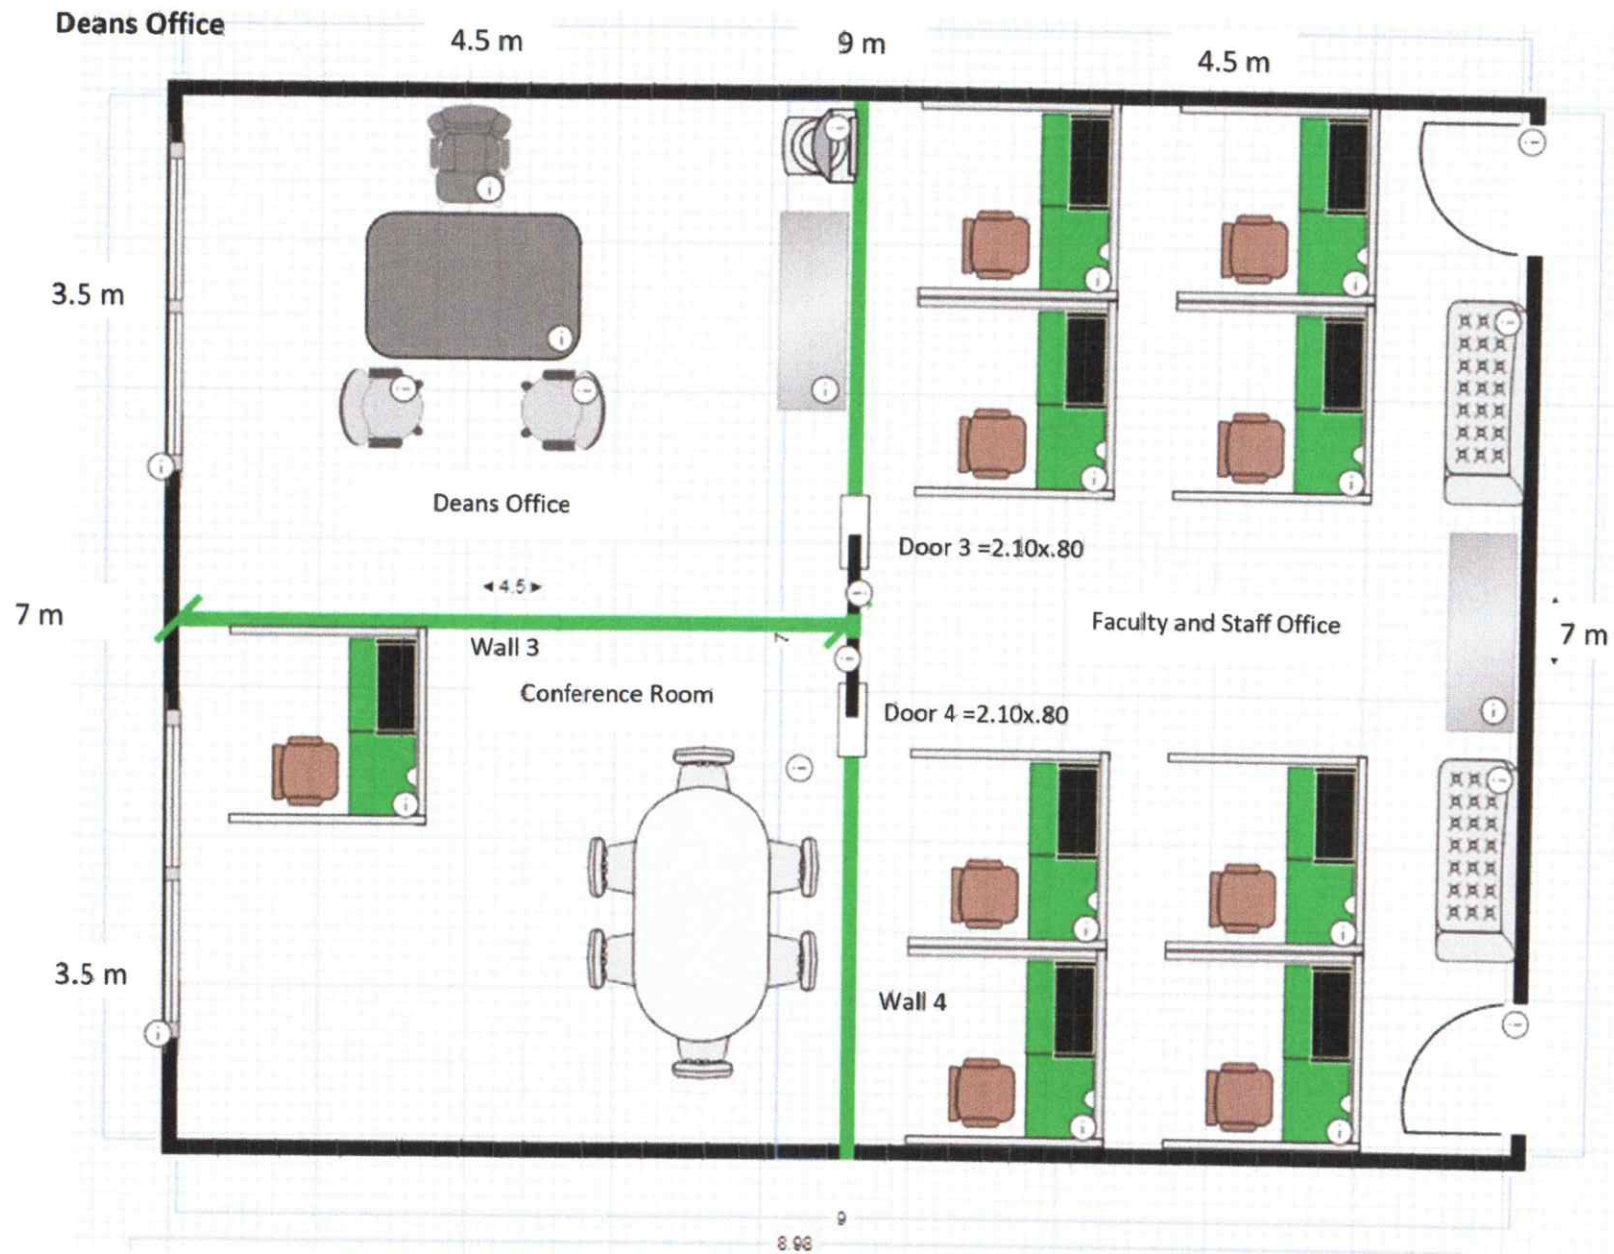 Deans Office
4.5 m
9 m
4.5 m
3.5 m
Deans Office
Door 3 =2.10x.80
4.5
7 m
Wall 3
7
Faculty and Staff Office
7 m
Conference Room
Door 4 =2.10x.80
3.5 m
Wall 4
9
8.98